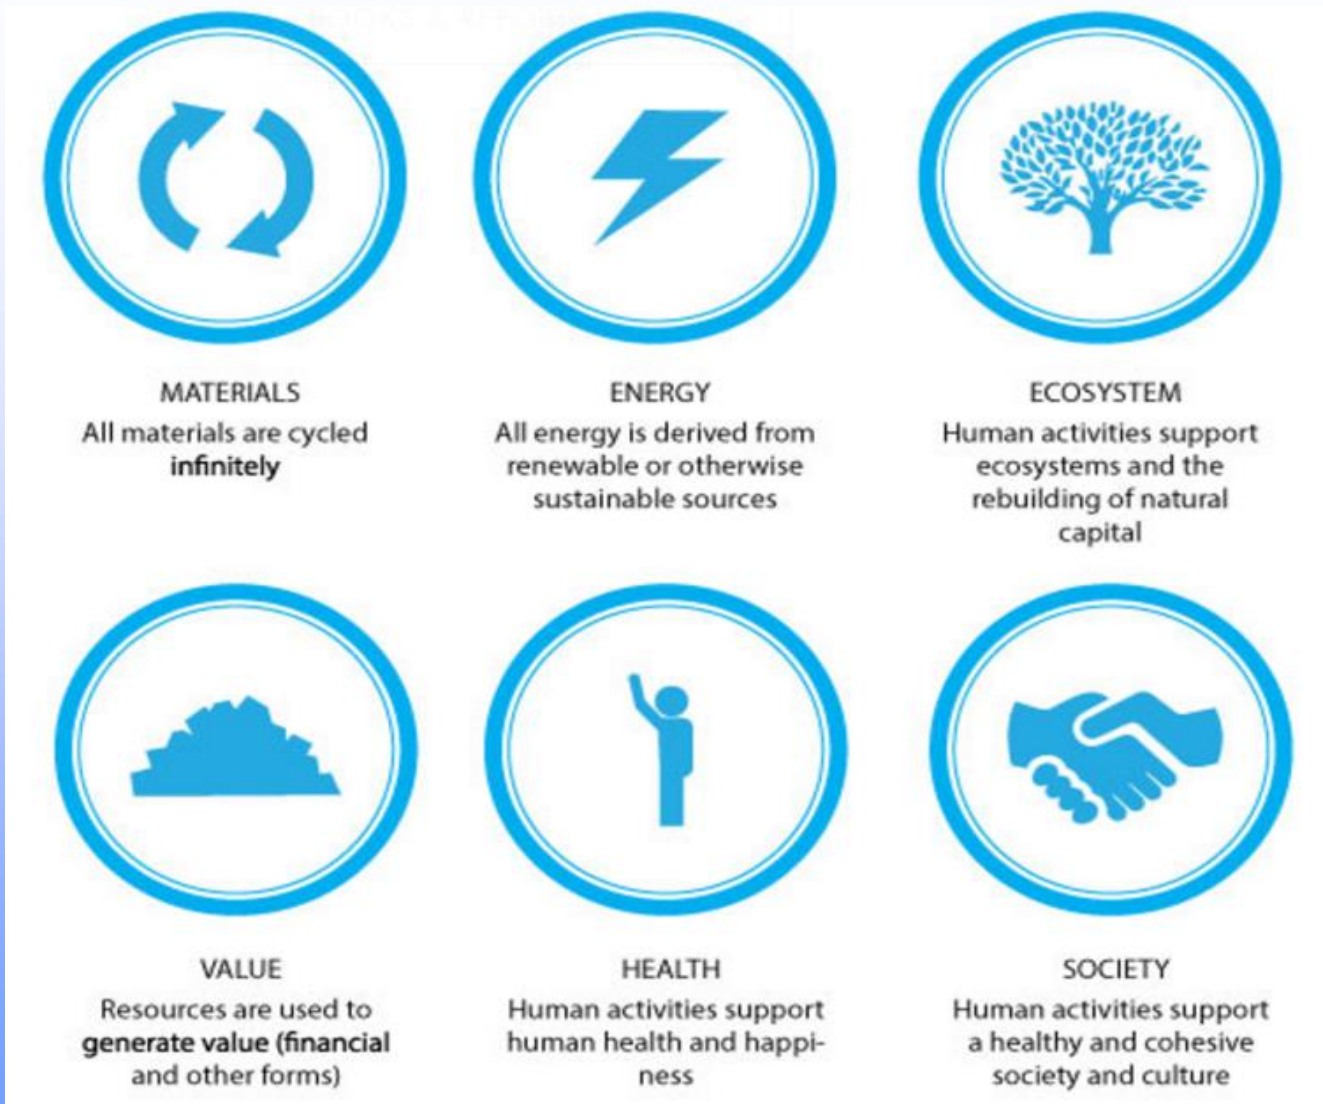 MATERIALS
All materials are cycled
infinitely
ENERGY
All energy is derived from
renewable or otherwise
sustainable sources
ECOSYSTEM
Human activities support
ecosystems and the
rebuilding of natural
capital
VALUE
Resources are used to
generate value (financial
and other forms)
HEALTH
Human activities support
human health and happi-
ness
SOCIETY
Human activities support
a healthy and cohesive
society and culture